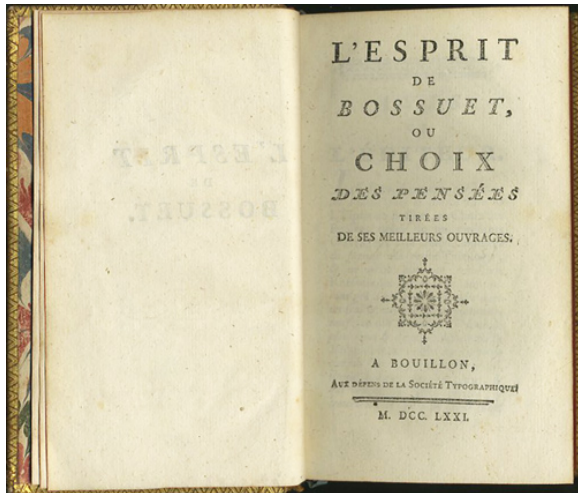 L'ESPRIT
DE
BOSSUET,
OU
CHOIX
DES PENSÉES
TIRÉES
DE SES MEILLEURS OUVRAGES.
A BOUILLON,
AUX DÉPENS DE LA SOCIÉTÉ TYPOGRAPHIQUE.
M. DCC. LXXI.